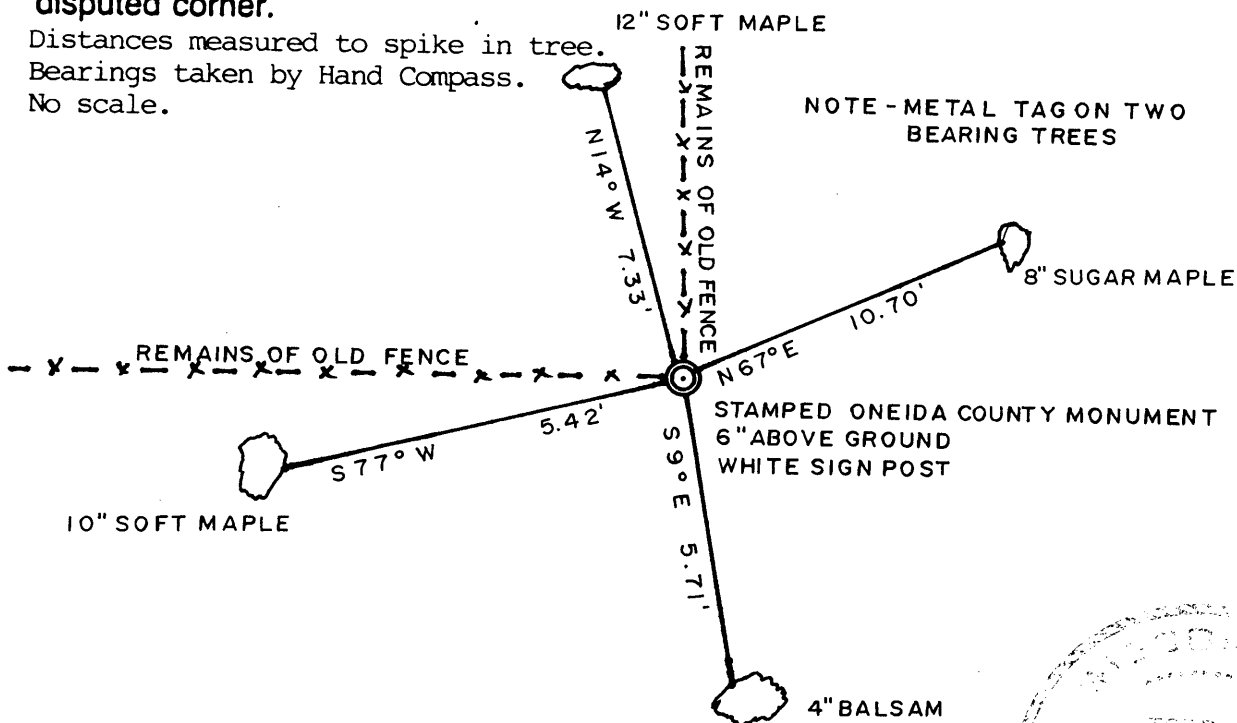 disputed corner.
Distances measured to spike in tree.
Bearings taken by Hand Compass.
No scale.
12" SOFT MAPLE
REMAINS OF OLD FENCE
NOTE - METAL TAG ON TWO
BEARING TREES
N14°W 7.33'
8" SUGAR MAPLE
10.70'
N67°E
REMAINS OF OLD FENCE
STAMPED ONEIDA COUNTY MONUMENT
6" ABOVE GROUND
WHITE SIGN POST
5.42'
S77°W
10" SOFT MAPLE
S9°E 5.71'
4" BALSAM